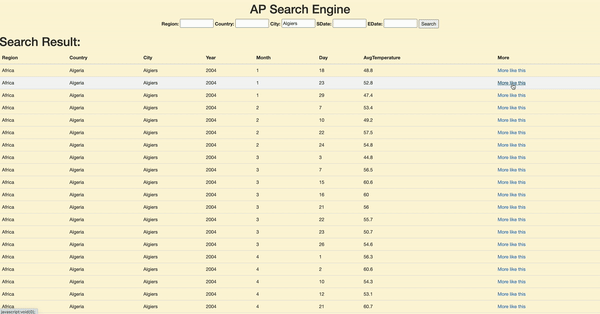 AP Search Engine
Region: Country: City: Algiers SDate: EDate: Search
Search Result:
Region Country City Year Month Day AvgTemperature More
Africa Algeria Algiers 2004 1 18 48.8 More like this
Africa Algeria Algiers 2004 1 23 52.8 More like this
Africa Algeria Algiers 2004 1 29 47.4 More like this
Africa Algeria Algiers 2004 2 7 53.4 More like this
Africa Algeria Algiers 2004 2 10 49.2 More like this
Africa Algeria Algiers 2004 2 22 57.5 More like this
Africa Algeria Algiers 2004 2 24 54.8 More like this
Africa Algeria Algiers 2004 3 3 44.8 More like this
Africa Algeria Algiers 2004 3 7 56.5 More like this
Africa Algeria Algiers 2004 3 15 60.6 More like this
Africa Algeria Algiers 2004 3 16 60 More like this
Africa Algeria Algiers 2004 3 21 56 More like this
Africa Algeria Algiers 2004 3 22 55.7 More like this
Africa Algeria Algiers 2004 3 23 50.7 More like this
Africa Algeria Algiers 2004 3 26 54.6 More like this
Africa Algeria Algiers 2004 4 1 56.3 More like this
Africa Algeria Algiers 2004 4 2 60.6 More like this
Africa Algeria Algiers 2004 4 10 54.3 More like this
Africa Algeria Algiers 2004 4 12 53.1 More like this
Africa Algeria Algiers 2004 4 21 60.7 More like this
javascript:void(0);